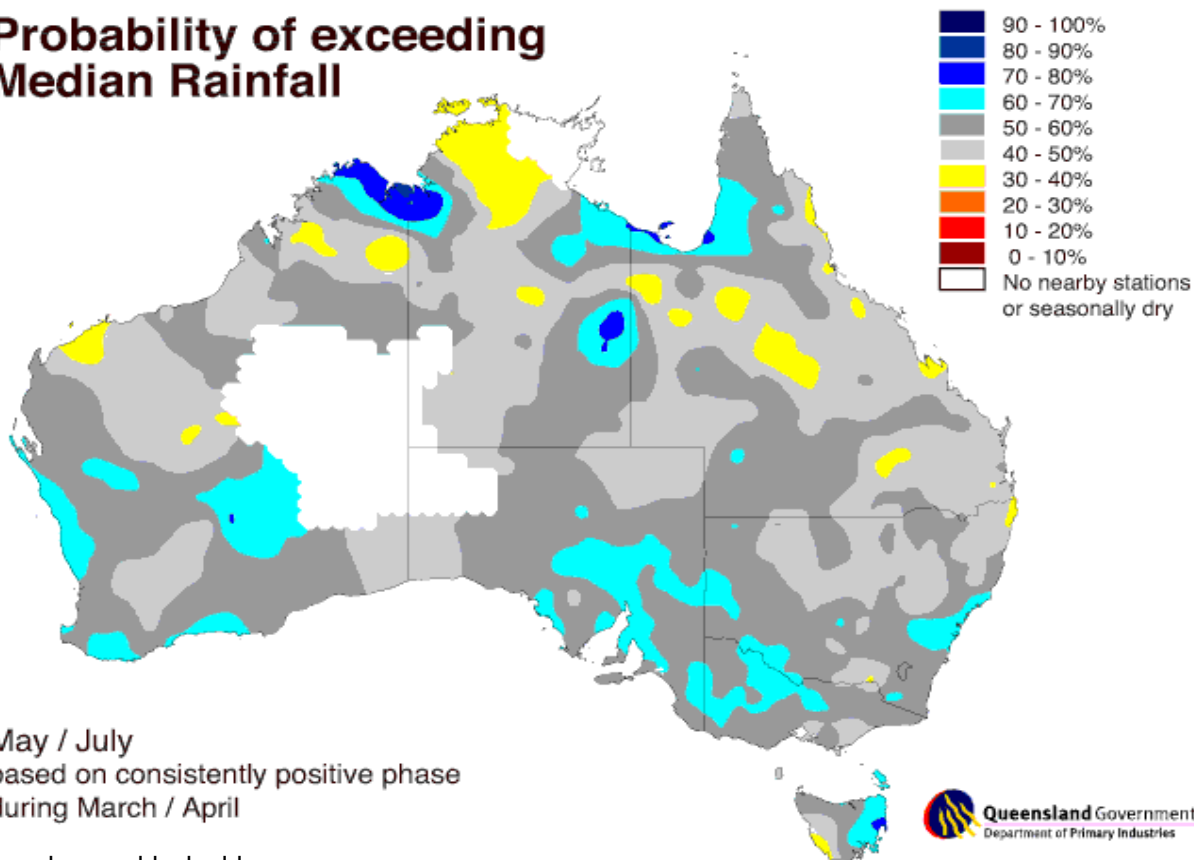 Probability of exceeding
Median Rainfall
90 - 100%
80 - 90%
70 - 80%
60 - 70%
50 - 60%
40 - 50%
30 - 40%
20 - 30%
10 - 20%
0 - 10%
No nearby stations
or seasonally dry
May / July
based on consistently positive phase
during March / April
Queensland Government
Department of Primary Industries